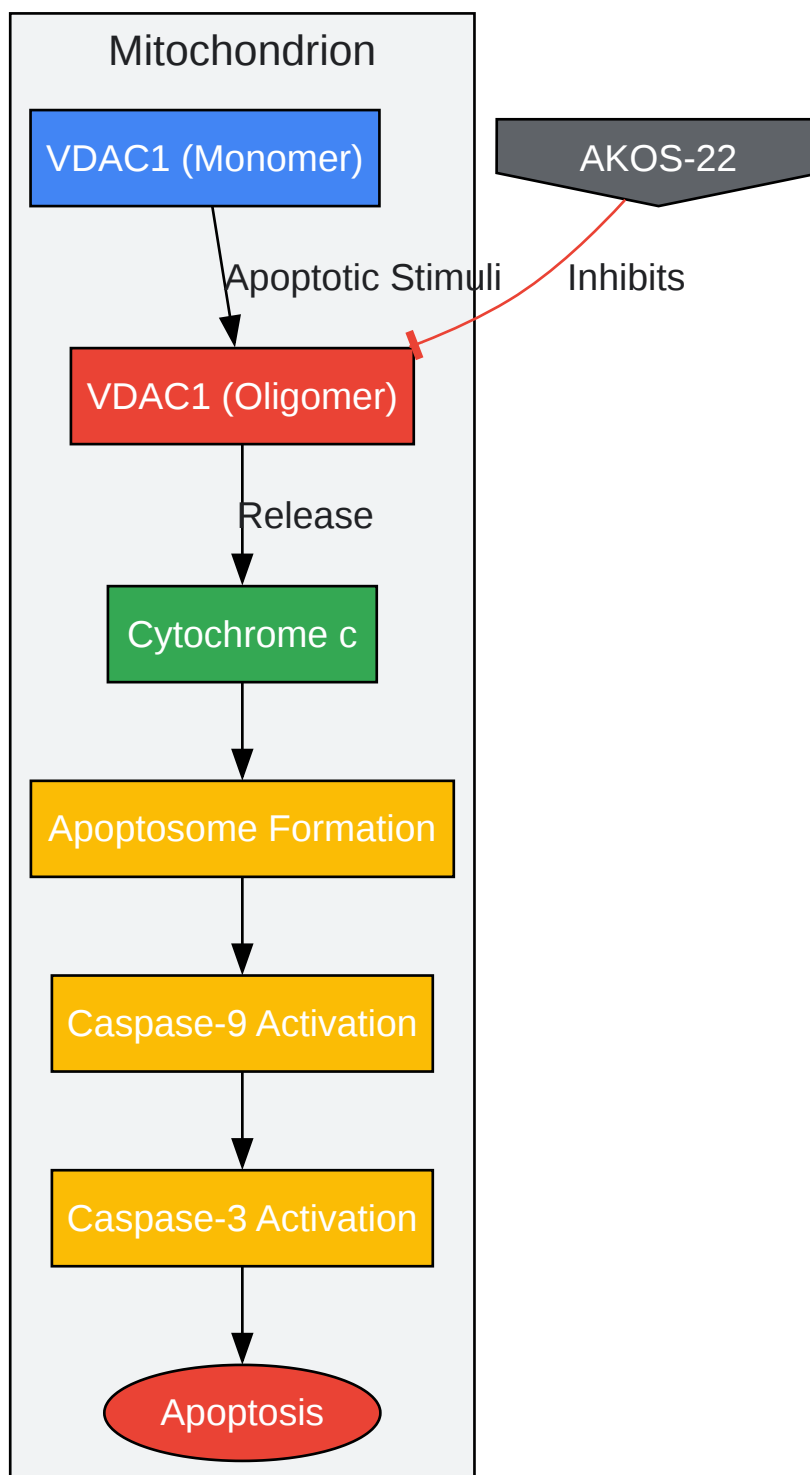 Mitochondrion
VDAC1 (Monomer)
AKOS-22
Apoptotic Stimuli
Inhibits
VDAC1 (Oligomer)
Release
Cytochrome c
Apoptosome Formation
Caspase-9 Activation
Caspase-3 Activation
Apoptosis